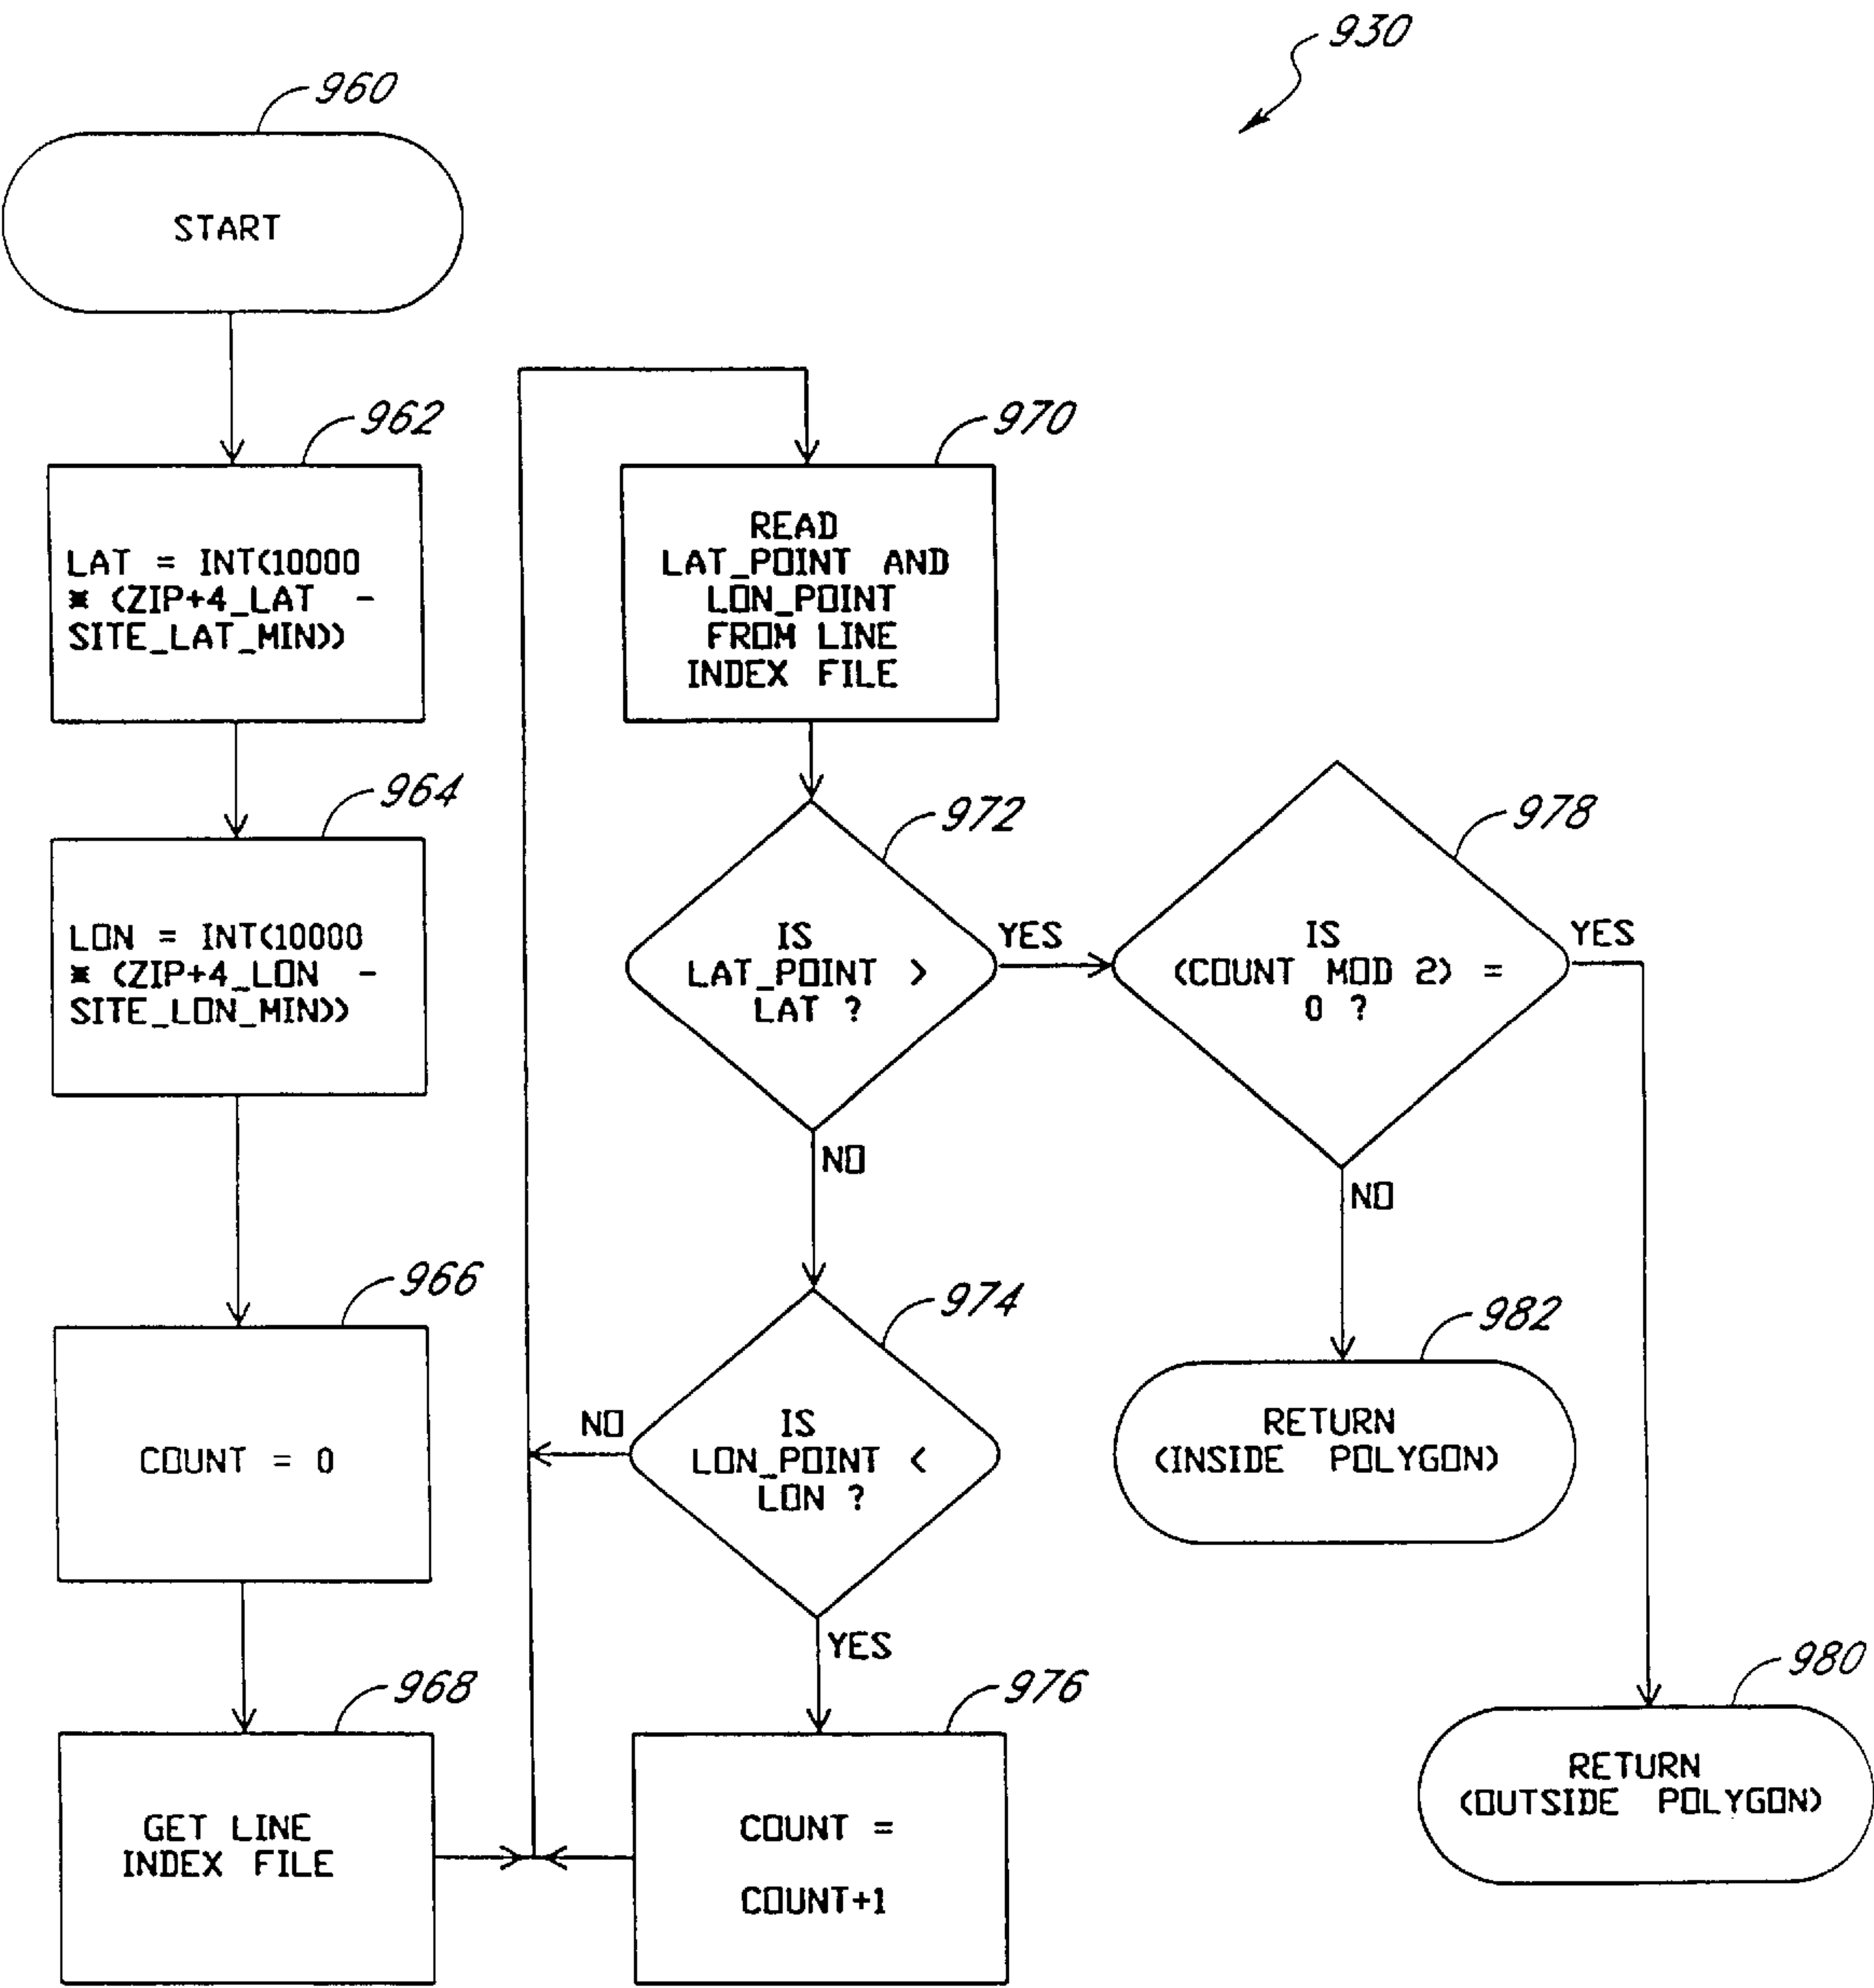 930
960
START
962
LAT = INT(10000
* (ZIP+4_LAT -
SITE_LAT_MIN))
964
LON = INT(10000
* (ZIP+4_LON -
SITE_LON_MIN))
966
COUNT = 0
968
GET LINE
INDEX FILE
970
READ
LAT_POINT AND
LON_POINT
FROM LINE
INDEX FILE
972
IS
LAT_POINT >
LAT ?
YES
NO
974
IS
LON_POINT <
LON ?
NO
YES
976
COUNT =
COUNT+1
978
IS
(COUNT MOD 2) =
0 ?
YES
NO
982
RETURN
(INSIDE POLYGON)
980
RETURN
(OUTSIDE POLYGON)